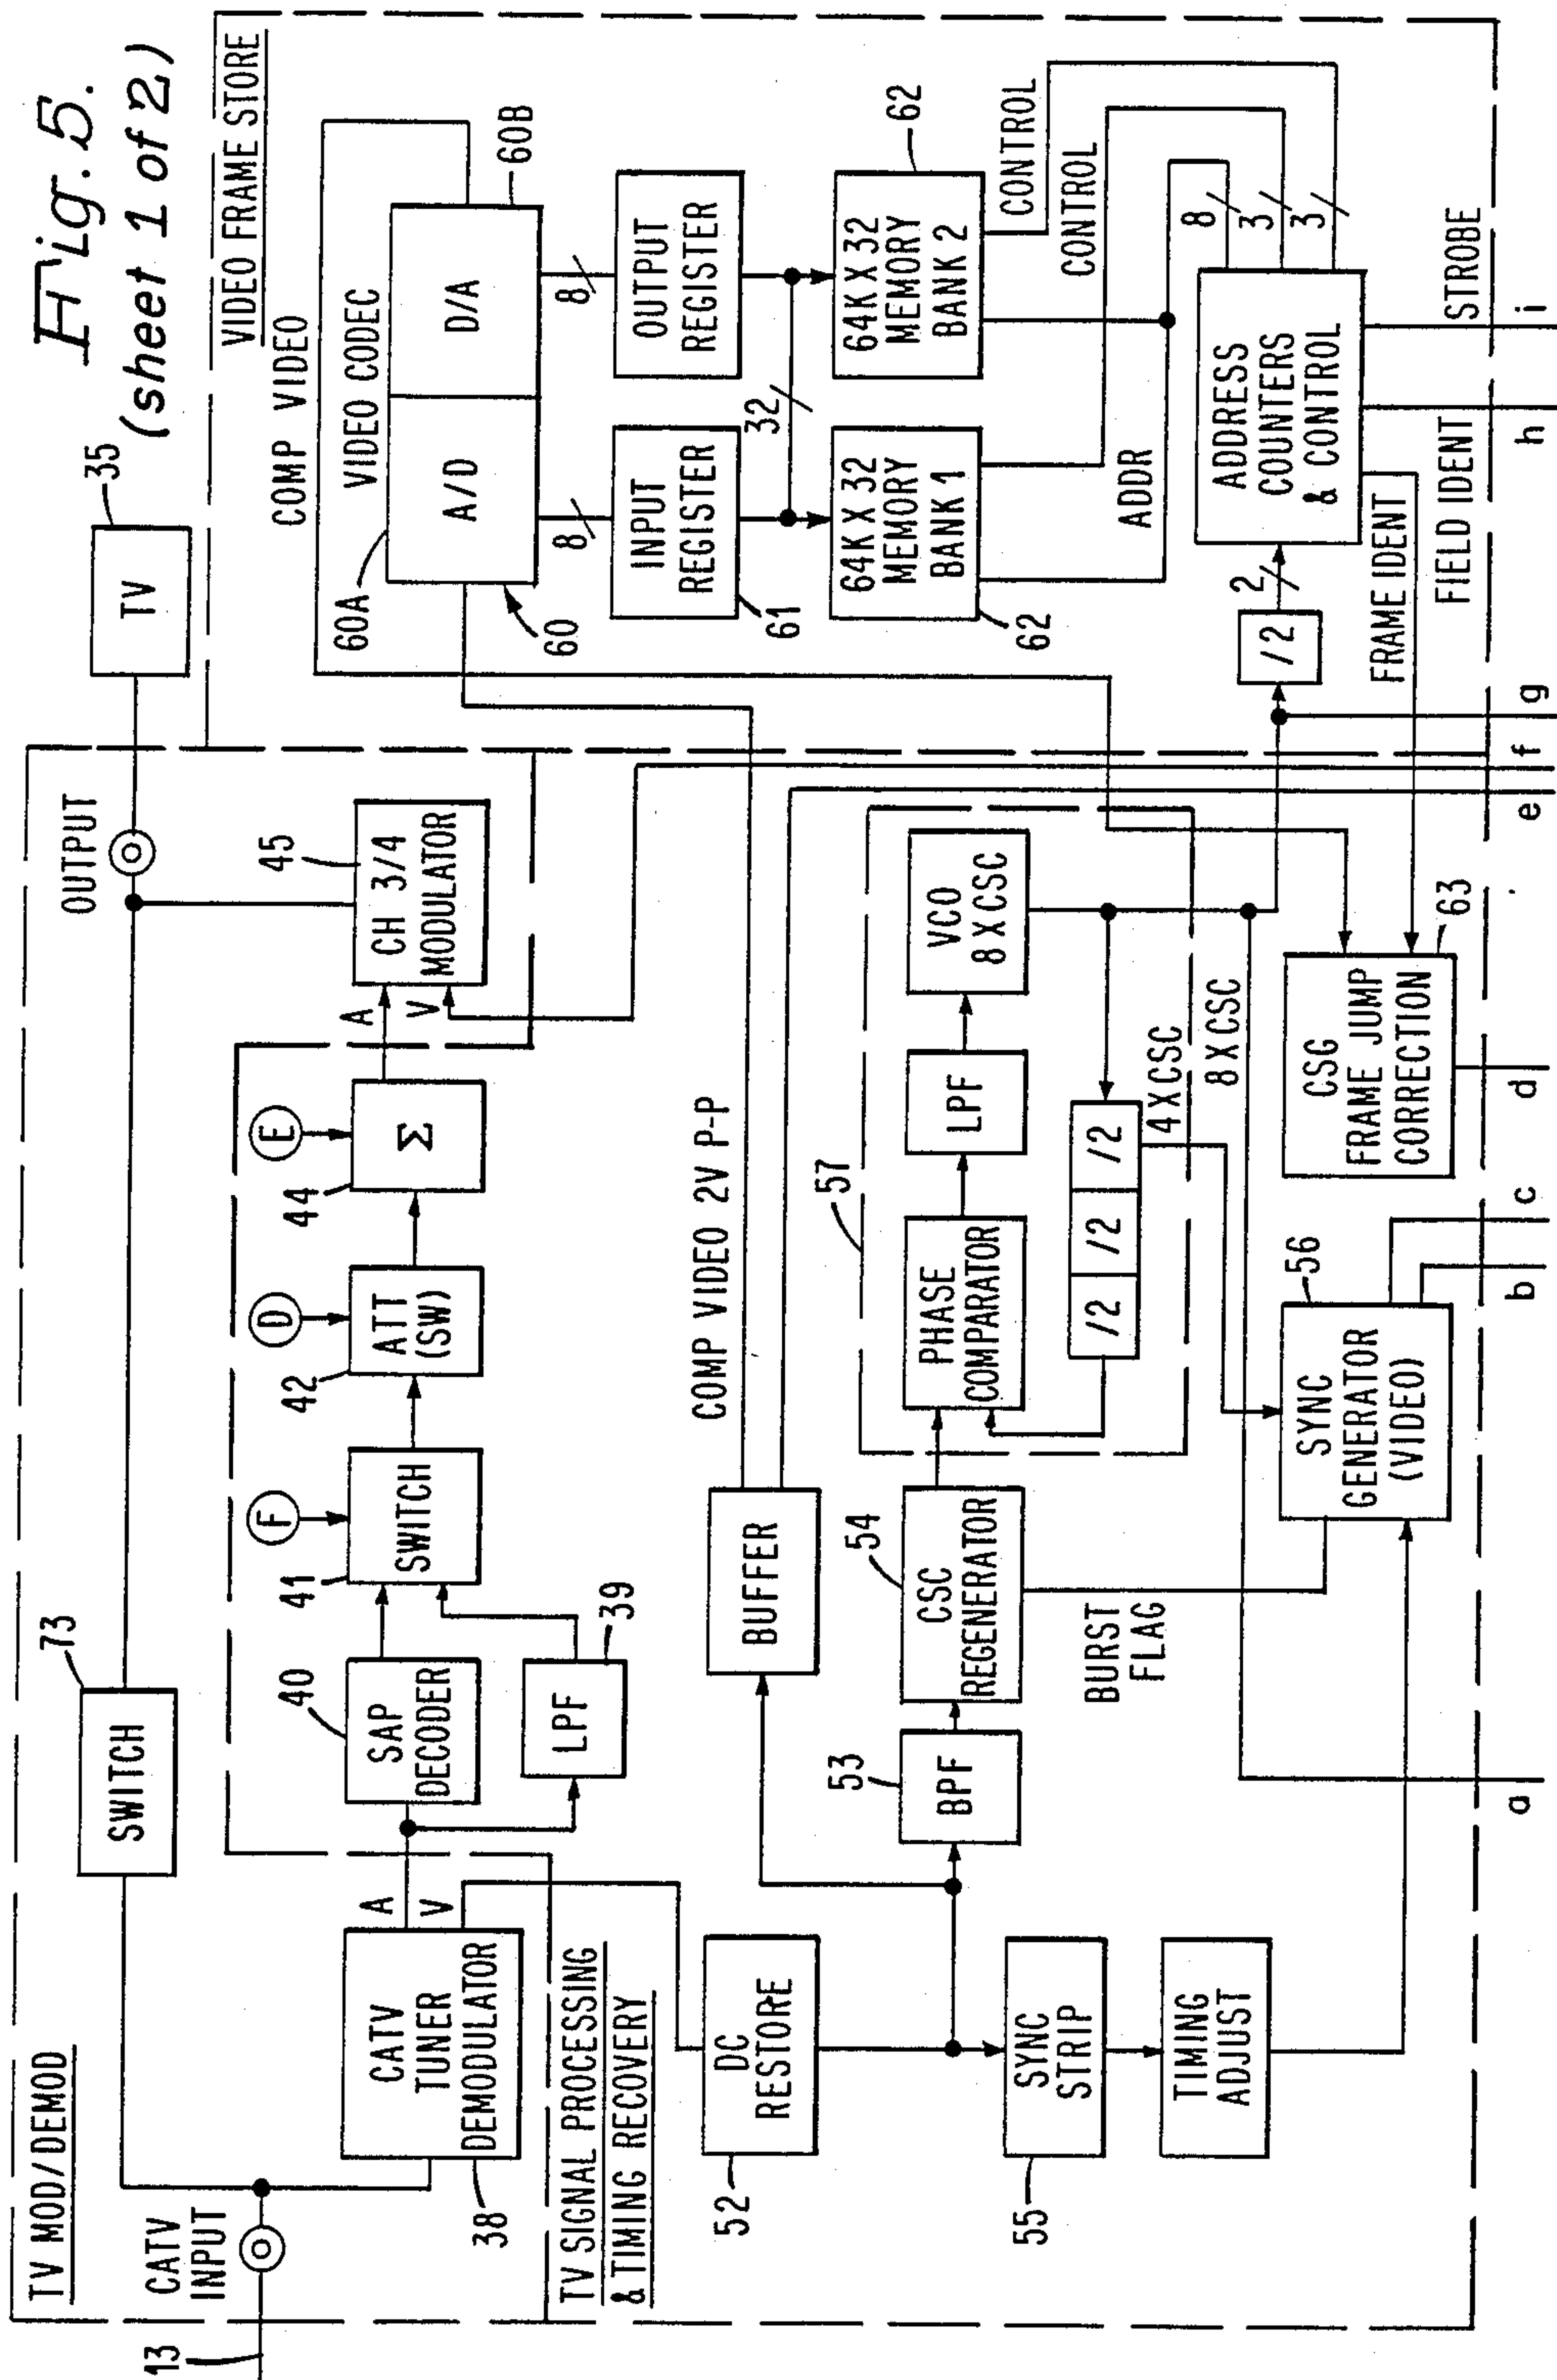 Fig. 5.
(sheet 1 of 2)
TV MOD/DEMOD
CATV
INPUT
13
73
SWITCH
OUTPUT
35
TV
CATV
TUNER
DEMODULATOR
38
A
V
40
SAP
DECODER
LPF
39
F
41
SWITCH
D
42
ATT
(SW)
E
44
Σ
A
V
45
CH 3/4
MODULATOR
TV SIGNAL PROCESSING
& TIMING RECOVERY
52
DC
RESTORE
BUFFER
COMP VIDEO 2V P-P
53
BPF
54
CSC
REGENERATOR
BURST
FLAG
57
PHASE
COMPARATOR
LPF
VCO
8 X CSC
/2
/2
/2
4 X CSC
8 X CSC
55
SYNC
STRIP
TIMING
ADJUST
56
SYNC
GENERATOR
(VIDEO)
63
CSG
FRAME JUMP
CORRECTION
a
b
c
d
e
f
g
h
i
VIDEO FRAME STORE
COMP VIDEO
VIDEO CODEC
60A
A/D
D/A
60B
60
8
8
INPUT
REGISTER
61
OUTPUT
REGISTER
32
64K X 32
MEMORY
BANK 1
62
64K X 32
MEMORY
BANK 2
62
CONTROL
CONTROL
ADDR
8
3
3
/2
2
ADDRESS
COUNTERS
& CONTROL
FRAME IDENT
FIELD IDENT
STROBE